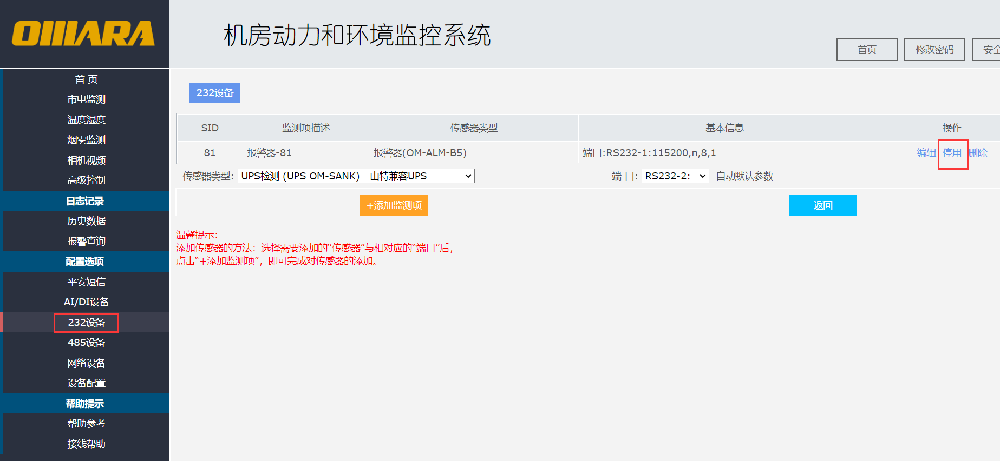 OMARA
机房动力和环境监控系统
首页 修改密码 安全
首 页
市电监测
温度湿度
烟雾监测
相机视频
高级控制
日志记录
历史数据
报警查询
配置选项
平安短信
AI/DI设备
232设备
485设备
网络设备
设备配置
帮助提示
帮助参考
接线帮助
232设备
SID 监测项描述 传感器类型 基本信息 操作
81 报警器-81 报警器(OM-ALM-B5) 端口:RS232-1:115200,n,8,1 编辑 停用 删除
传感器类型: UPS检测 (UPS OM-SANK) 山特兼容UPS 端 口: RS232-2: 自动默认参数
+添加监测项 返回
温馨提示：
添加传感器的方法：选择需要添加的“传感器”与相对应的“端口”后，
点击“+添加监测项”，即可完成对传感器的添加。